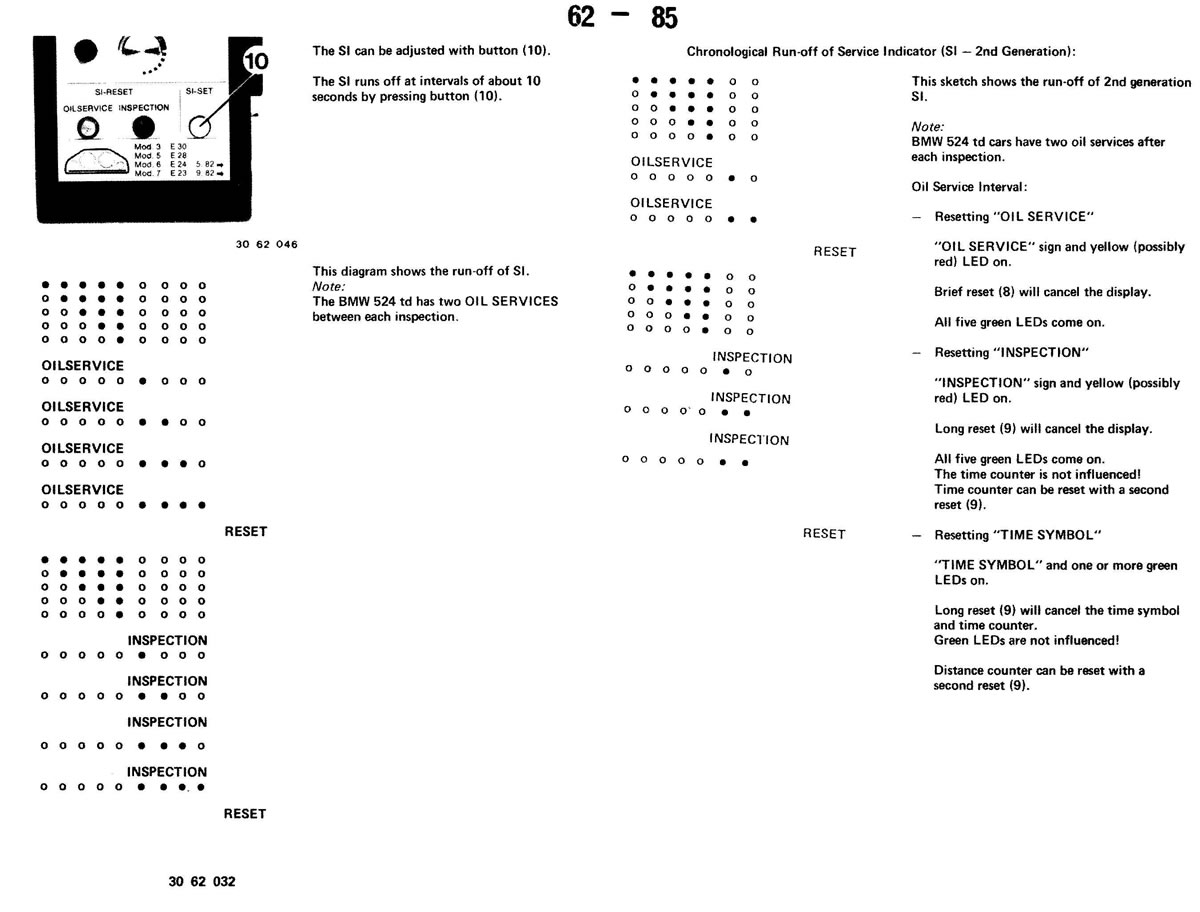 62 – 85
10
SI-RESET
SI-SET
OILSERVICE INSPECTION
Mod. 3 E 30
Mod. 5 E 28
Mod. 6 E 24 5. 82 →
Mod. 7 E 23 9. 82 →
30 62 046
The SI can be adjusted with button (10).
The SI runs off at intervals of about 10
seconds by pressing button (10).
This diagram shows the run-off of SI.
Note:
The BMW 524 td has two OIL SERVICES
between each inspection.
● ● ● ● ● o o o o
o ● ● ● ● o o o o
o o ● ● ● o o o o
o o o ● ● o o o o
o o o o ● o o o o
OILSERVICE
o o o o o ● o o o
OILSERVICE
o o o o o ● ● o o
OILSERVICE
o o o o o ● ● ● o
OILSERVICE
o o o o o ● ● ● ●
RESET
● ● ● ● ● o o o o
o ● ● ● ● o o o o
o o ● ● ● o o o o
o o o ● ● o o o o
o o o o ● o o o o
INSPECTION
o o o o o ● o o o
INSPECTION
o o o o o ● ● o o
INSPECTION
o o o o o ● ● ● o
INSPECTION
o o o o o ● ● ● ●
RESET
30 62 032
Chronological Run-off of Service Indicator (SI – 2nd Generation):
● ● ● ● ● o o
o ● ● ● ● o o
o o ● ● ● o o
o o o ● ● o o
o o o o ● o o
OILSERVICE
o o o o o ● o
OILSERVICE
o o o o o ● ●
RESET
● ● ● ● ● o o
o ● ● ● ● o o
o o ● ● ● o o
o o o ● ● o o
o o o o ● o o
INSPECTION
o o o o o ● o
INSPECTION
o o o o o ● ●
INSPECTION
o o o o o ● ●
RESET
This sketch shows the run-off of 2nd generation
SI.
Note:
BMW 524 td cars have two oil services after
each inspection.
Oil Service Interval:
– Resetting "OIL SERVICE"
"OIL SERVICE" sign and yellow (possibly
red) LED on.
Brief reset (8) will cancel the display.
All five green LEDs come on.
– Resetting "INSPECTION"
"INSPECTION" sign and yellow (possibly
red) LED on.
Long reset (9) will cancel the display.
All five green LEDs come on.
The time counter is not influenced!
Time counter can be reset with a second
reset (9).
– Resetting "TIME SYMBOL"
"TIME SYMBOL" and one or more green
LEDs on.
Long reset (9) will cancel the time symbol
and time counter.
Green LEDs are not influenced!
Distance counter can be reset with a
second reset (9).